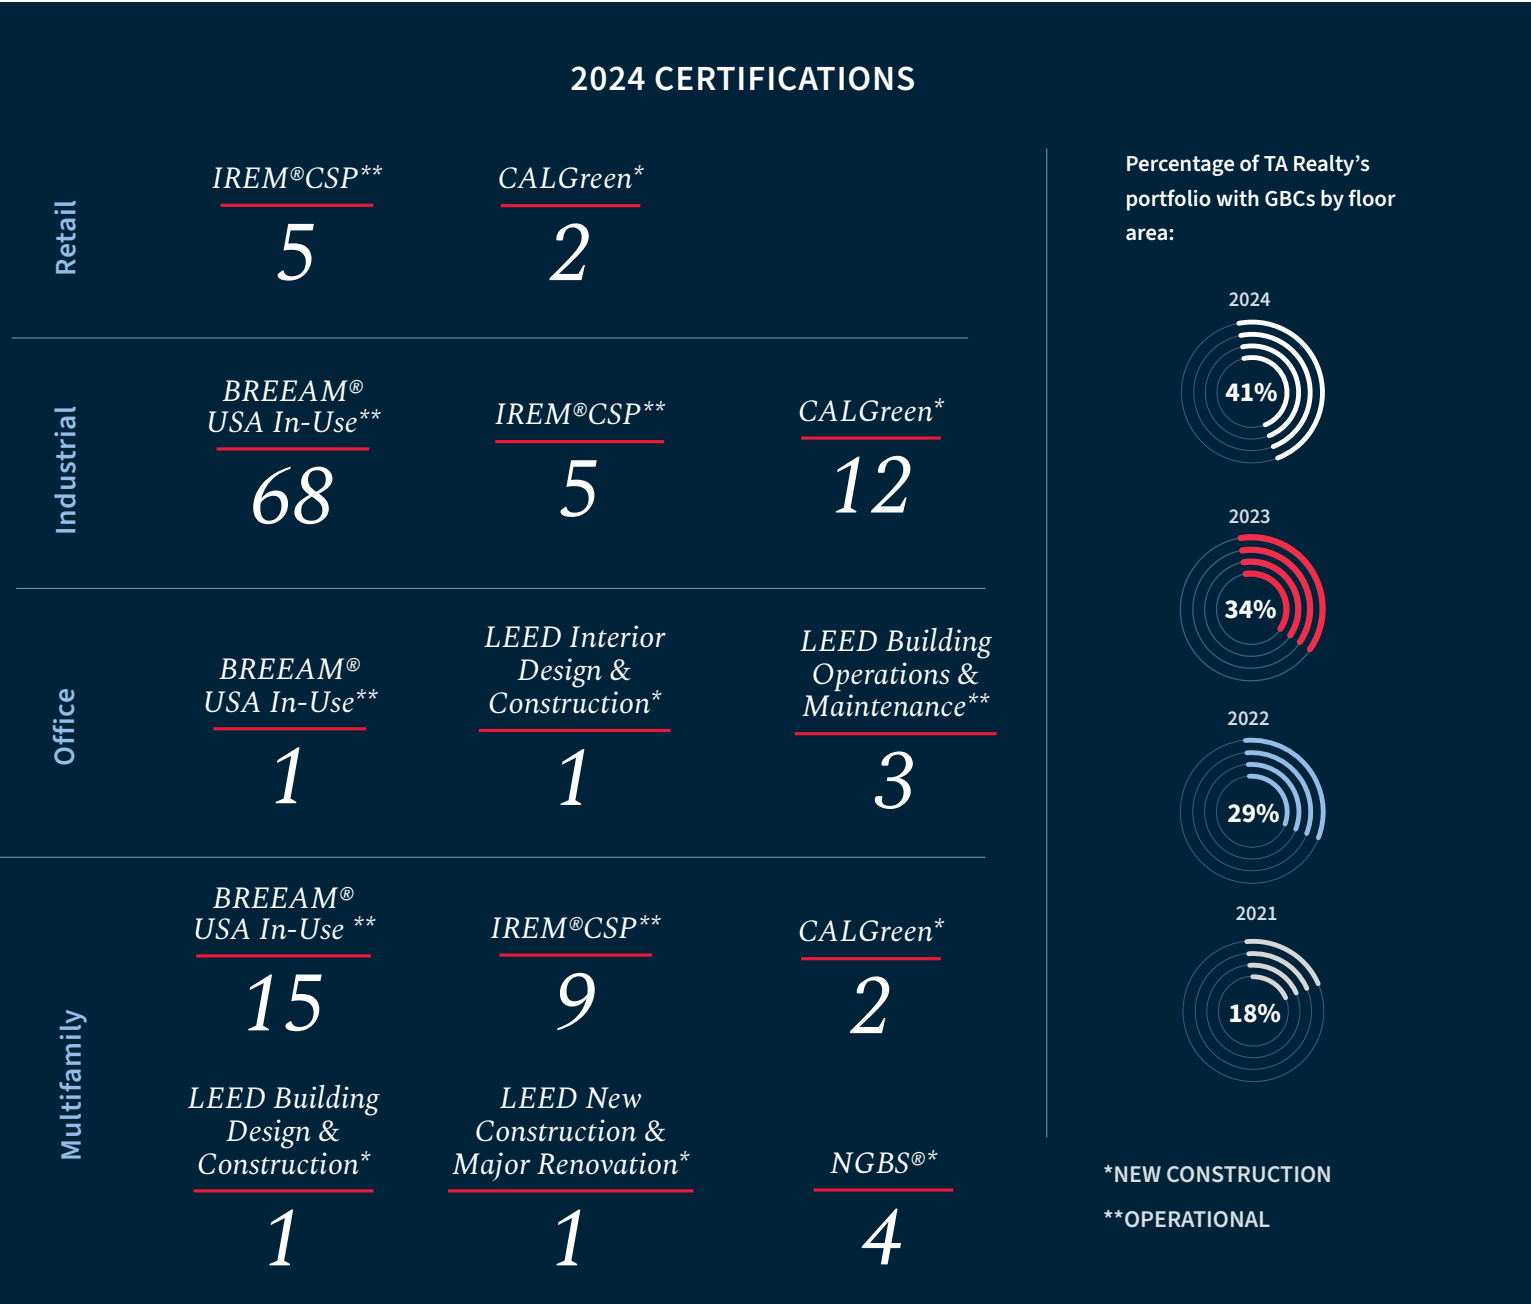 2024 CERTIFICATIONS
Retail
IREM®CSP**
5
CALGreen*
2
Industrial
BREEAM®
USA In-Use**
68
IREM®CSP**
5
CALGreen*
12
Office
BREEAM®
USA In-Use**
1
LEED Interior
Design &
Construction*
1
LEED Building
Operations &
Maintenance**
3
Multifamily
BREEAM®
USA In-Use **
15
IREM®CSP**
9
CALGreen*
2
LEED Building
Design &
Construction*
1
LEED New
Construction &
Major Renovation*
1
NGBS®*
4
Percentage of TA Realty’s
portfolio with GBCs by floor
area:
2024
41%
2023
34%
2022
29%
2021
18%
*NEW CONSTRUCTION
**OPERATIONAL